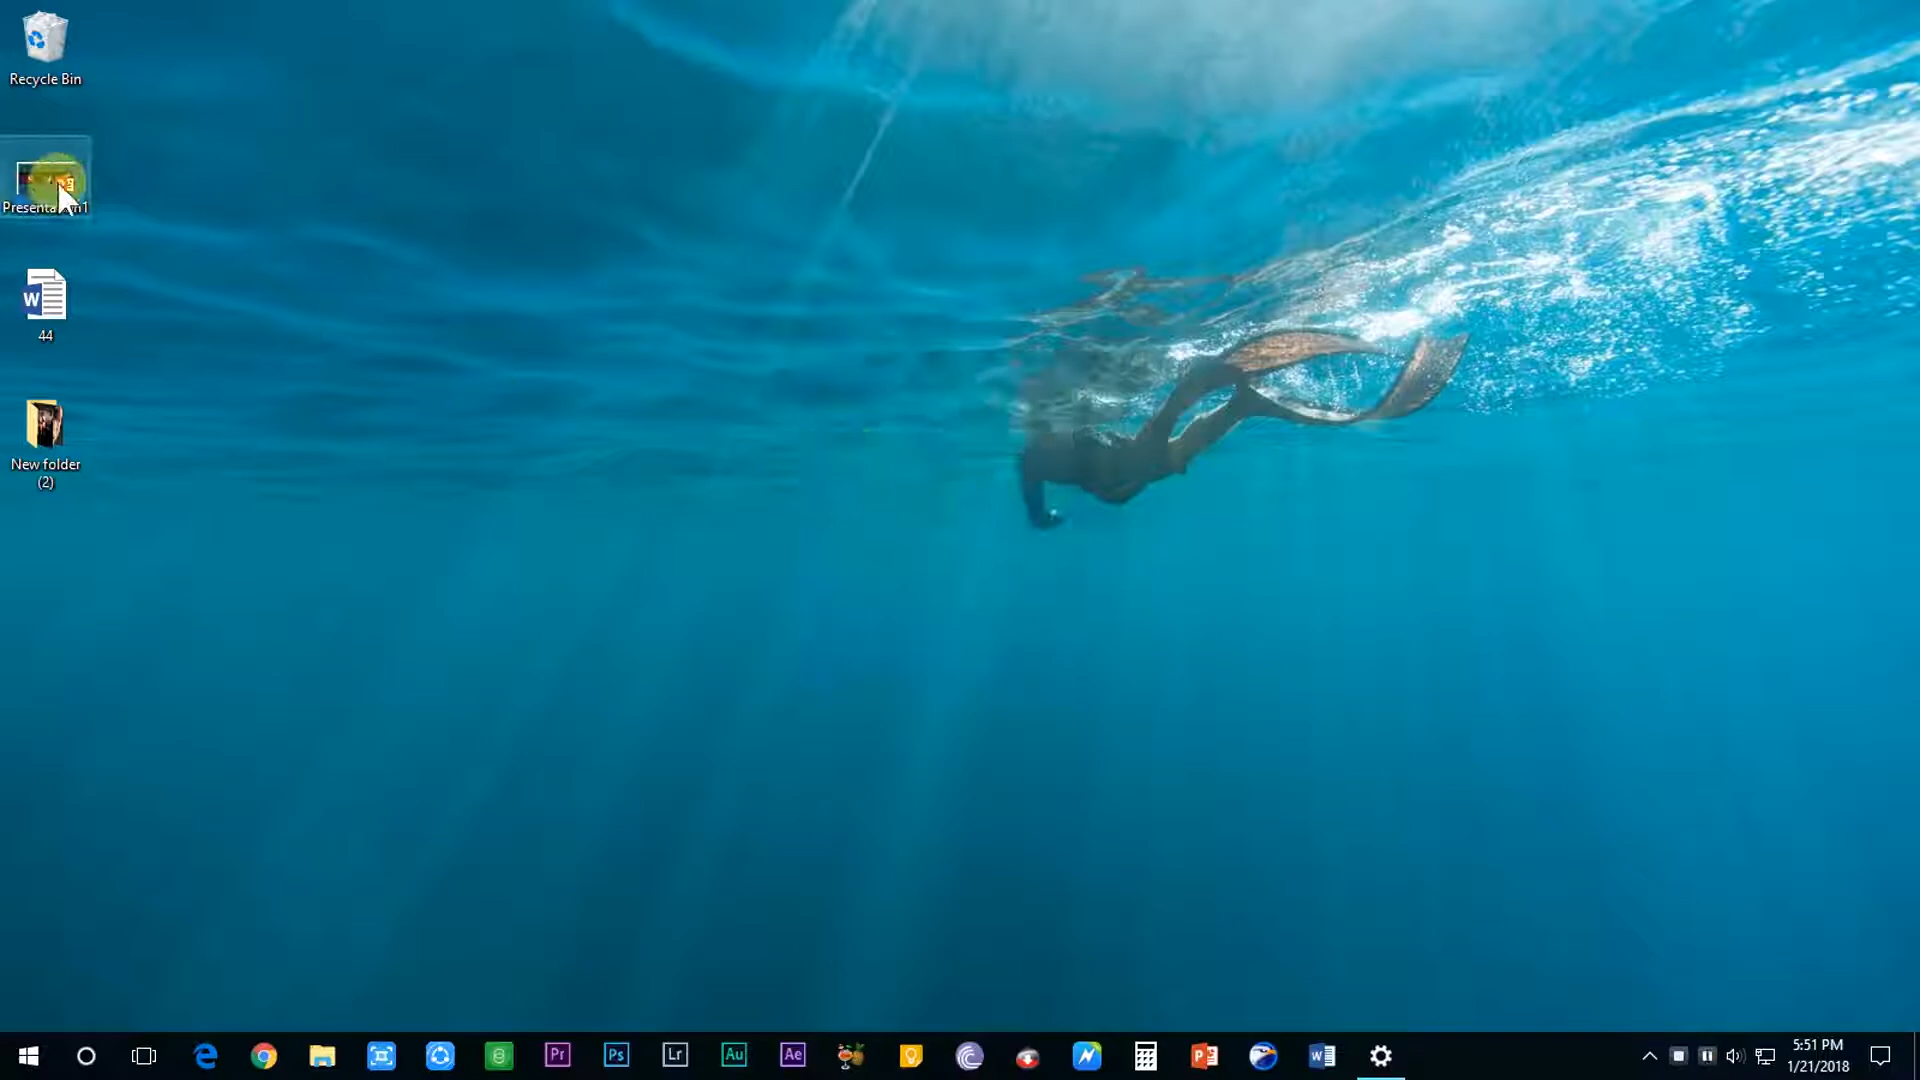 Recycle Bin
44
W
New folder
(2)
Pr
Ps
Lr
Au
Ae
P
W
5:51 PM
1/21/2018